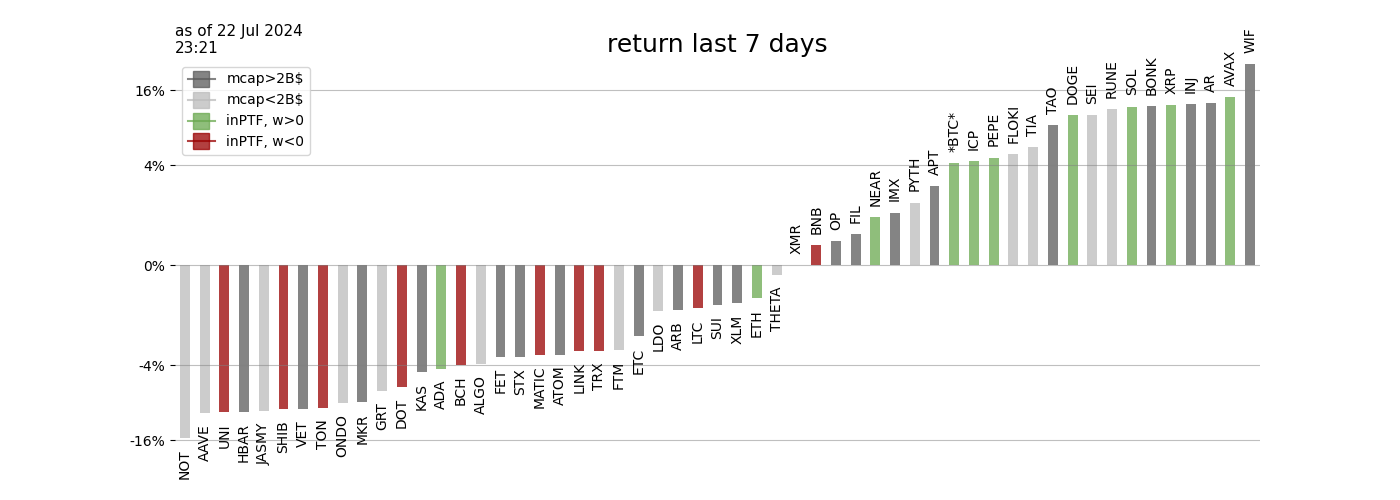 as of 22 Jul 2024
23:21
return last 7 days
mcap>2B$
mcap<2B$
inPTF, w>0
inPTF, w<0
16%
4%
0%
-4%
-16%
NOT
AAVE
UNI
HBAR
JASMY
SHIB
VET
TON
ONDO
MKR
GRT
DOT
KAS
ADA
BCH
ALGO
FET
STX
MATIC
ATOM
LINK
TRX
FTM
ETC
LDO
ARB
LTC
SUI
XLM
ETH
THETA
XMR
BNB
OP
FIL
NEAR
IMX
PYTH
APT
*BTC*
ICP
PEPE
FLOKI
TIA
TAO
DOGE
SEI
RUNE
SOL
BONK
XRP
INJ
AR
AVAX
WIF